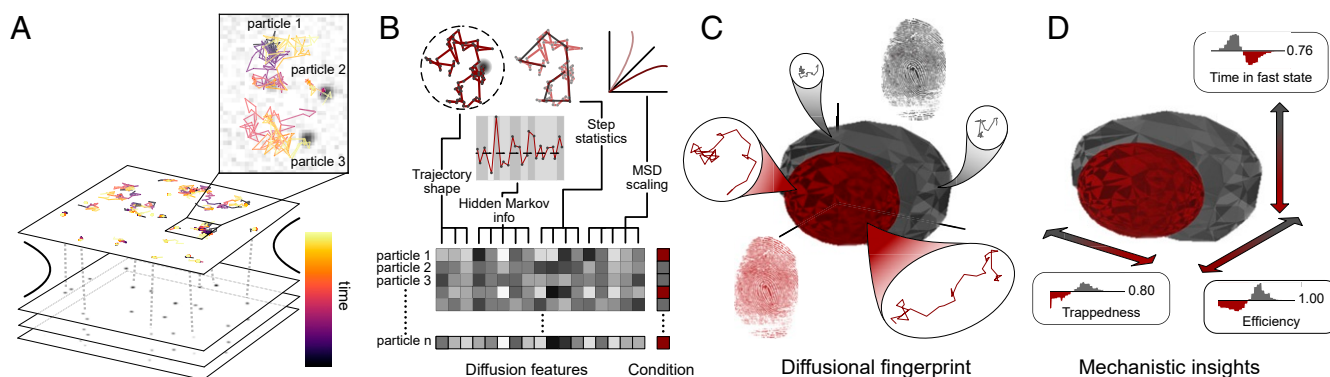 A
particle 1
particle 2
particle 3
time
B
Trajectory
shape
Hidden Markov
info
Step
statistics
MSD
scaling
particle 1
particle 2
particle 3
particle n
Diffusion features
Condition
C
Diffusional fingerprint
D
0.76
Time in fast state
0.80
Trappedness
1.00
Efficiency
Mechanistic insights